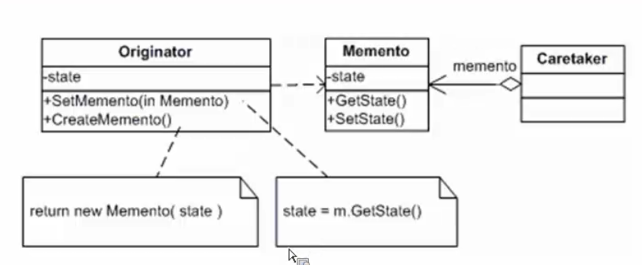 Originator
-state
+SetMemento(in Memento)
+CreateMemento()
Memento
-state
+GetState()
+SetState()
memento
Caretaker
return new Memento( state )
state = m.GetState()